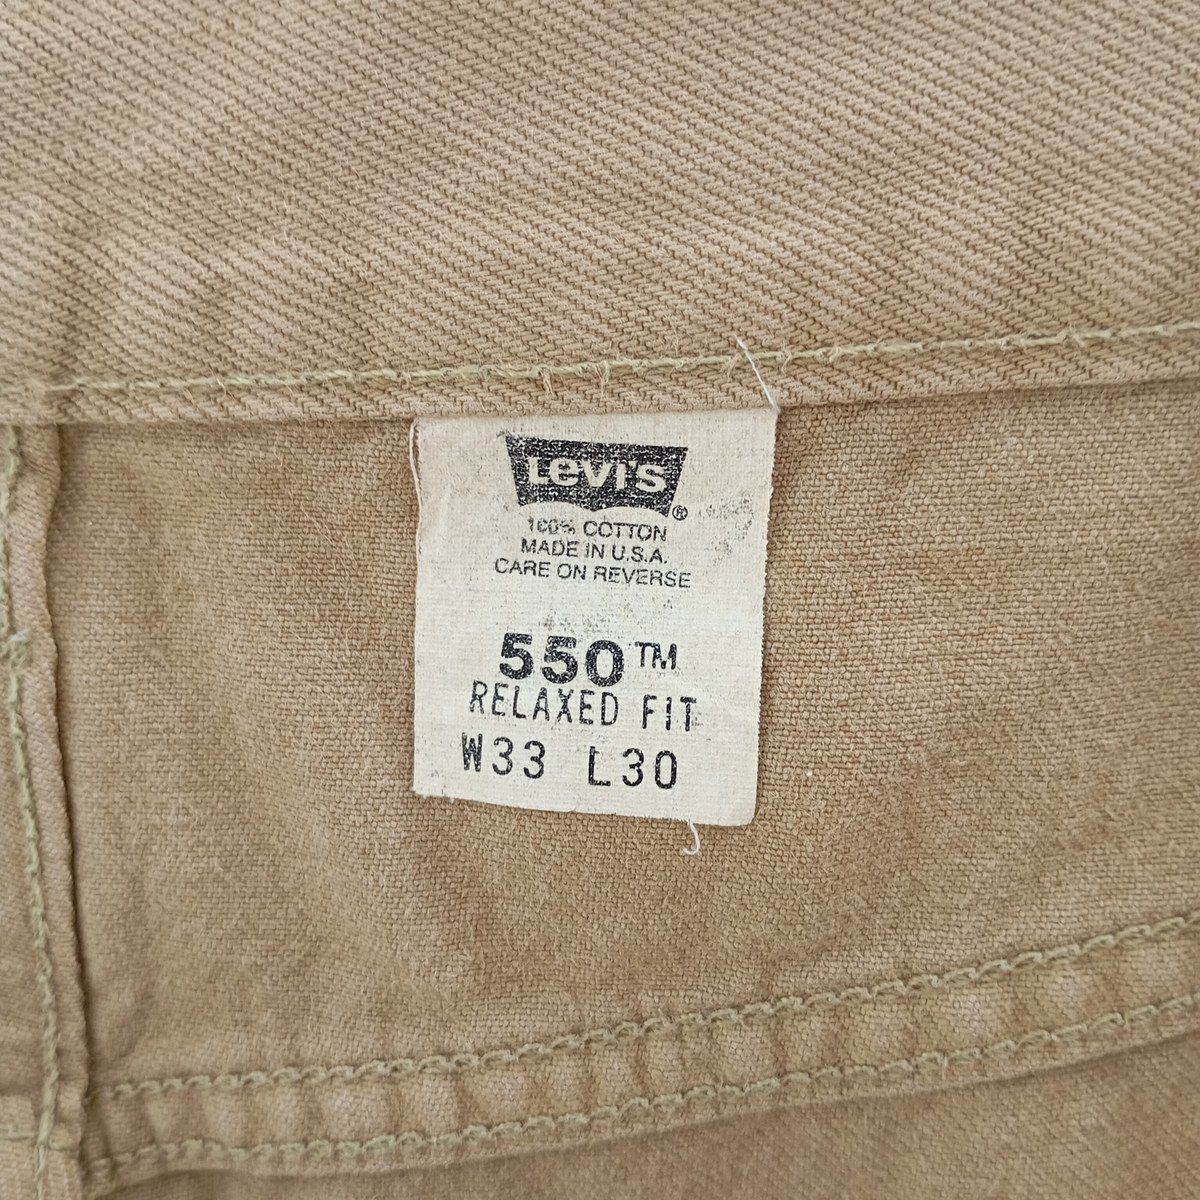 Levi's ®
100% COTTON
MADE IN U.S.A.
CARE ON REVERSE
550™
RELAXED FIT
W33 L30